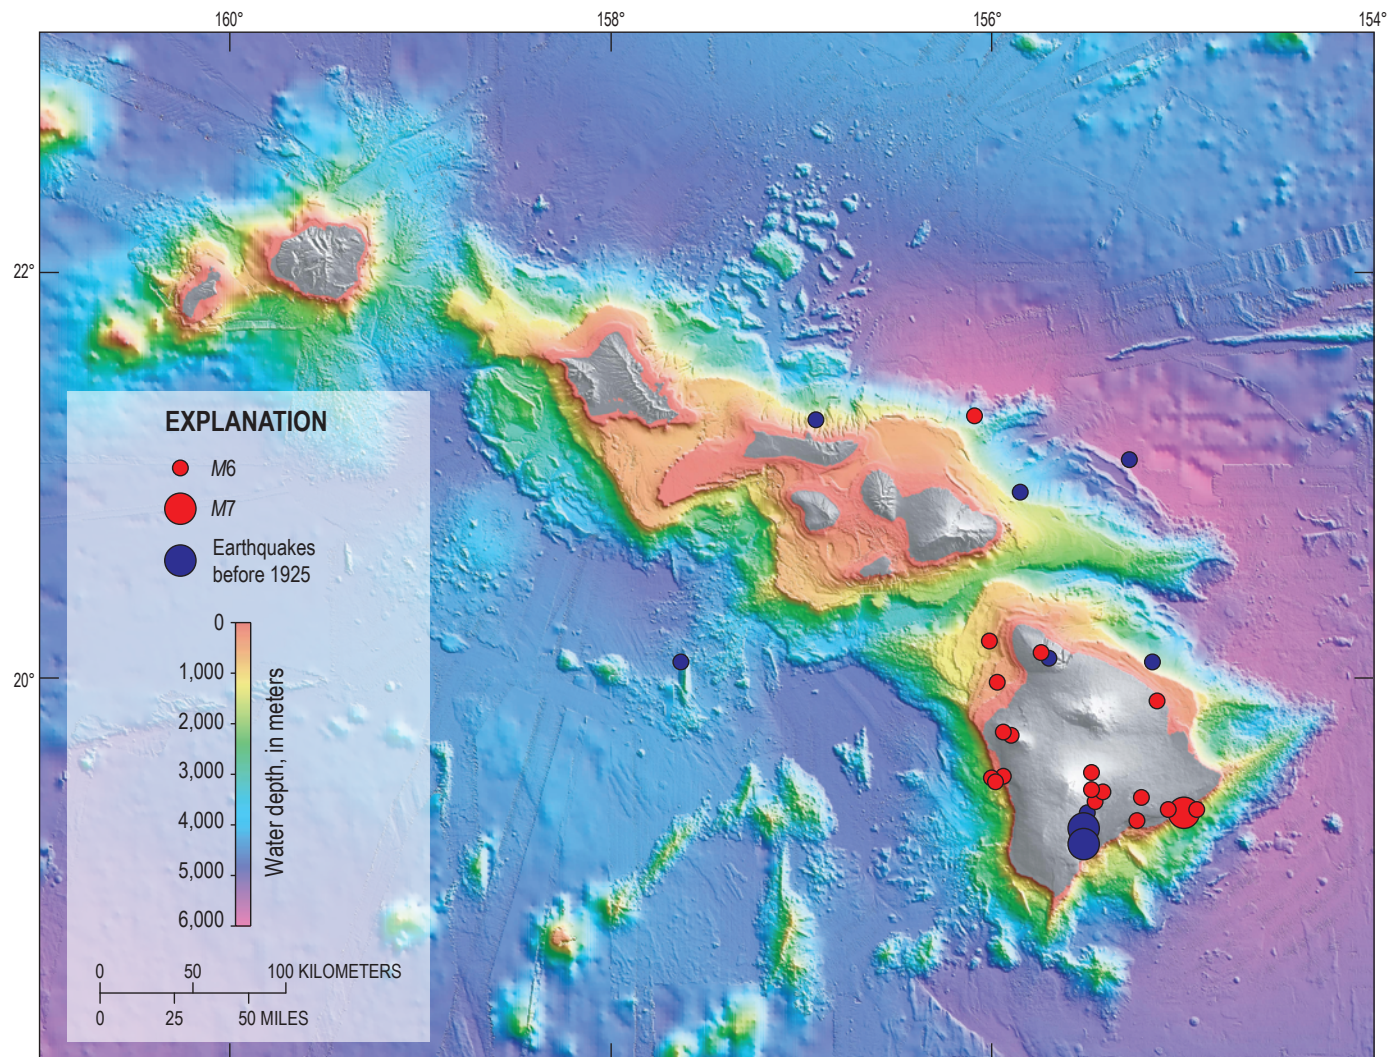 160° 158° 156° 154°
22°
20°
EXPLANATION
M6
M7
Earthquakes
before 1925
0
1,000
2,000
3,000
4,000
5,000
6,000
Water depth, in meters
0 50 100 KILOMETERS
0 25 50 MILES